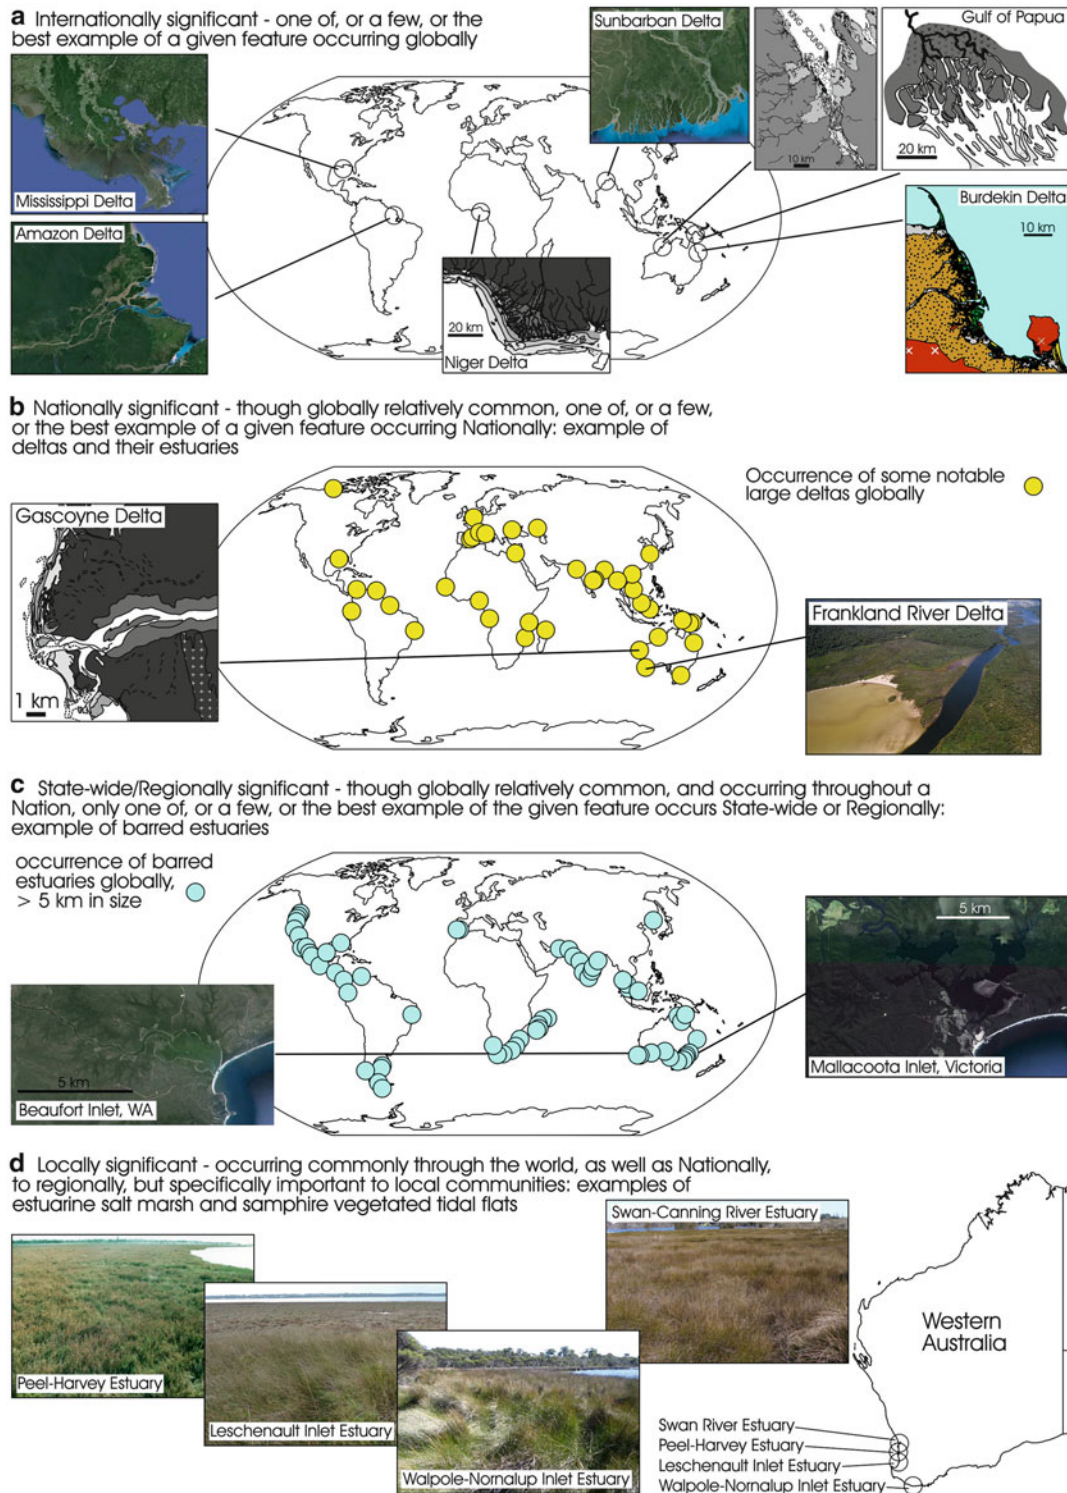 a Internationally significant - one of, or a few, or the
best example of a given feature occurring globally
Sunbarban Delta
KING
SOUND
10 km
Gulf of Papua
20 km
Mississippi Delta
Amazon Delta
20 km
Niger Delta
Burdekin Delta
10 km
b Nationally significant - though globally relatively common, one of, or a few,
or the best example of a given feature occurring Nationally: example of
deltas and their estuaries
Occurrence of some notable
large deltas globally
Gascoyne Delta
1 km
Frankland River Delta
c State-wide/Regionally significant - though globally relatively common, and occurring throughout a
Nation, only one of, or a few, or the best example of the given feature occurs State-wide or Regionally:
example of barred estuaries
occurrence of barred
estuaries globally,
> 5 km in size
5 km
Beaufort Inlet, WA
5 km
Mallacoota Inlet, Victoria
d Locally significant - occurring commonly through the world, as well as Nationally,
to regionally, but specifically important to local communities: examples of
estuarine salt marsh and samphire vegetated tidal flats
Peel-Harvey Estuary
Leschenault Inlet Estuary
Walpole-Nornalup Inlet Estuary
Swan-Canning River Estuary
Western
Australia
Swan River Estuary
Peel-Harvey Estuary
Leschenault Inlet Estuary
Walpole-Nornalup Inlet Estuary